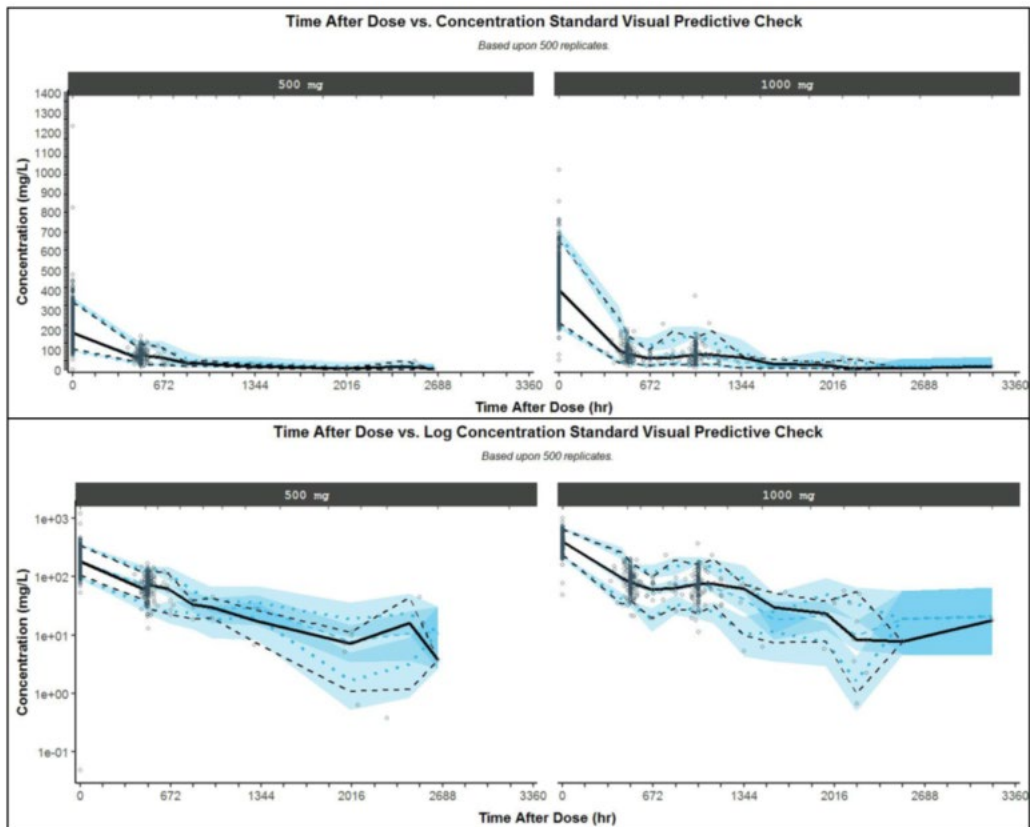 Time After Dose vs. Concentration Standard Visual Predictive Check
Based upon 500 replicates.
500 mg
1000 mg
Concentration (mg/L)
1400
1300
1200
1100
1000
900
800
700
600
500
400
300
200
100
0
0 672 1344 2016 2688 3360
0 672 1344 2016 2688 3360
Time After Dose (hr)
Time After Dose vs. Log Concentration Standard Visual Predictive Check
Based upon 500 replicates.
500 mg
1000 mg
Concentration (mg/L)
1e+03
1e+02
1e+01
1e+00
1e-01
0 672 1344 2016 2688 3360
0 672 1344 2016 2688 3360
Time After Dose (hr)